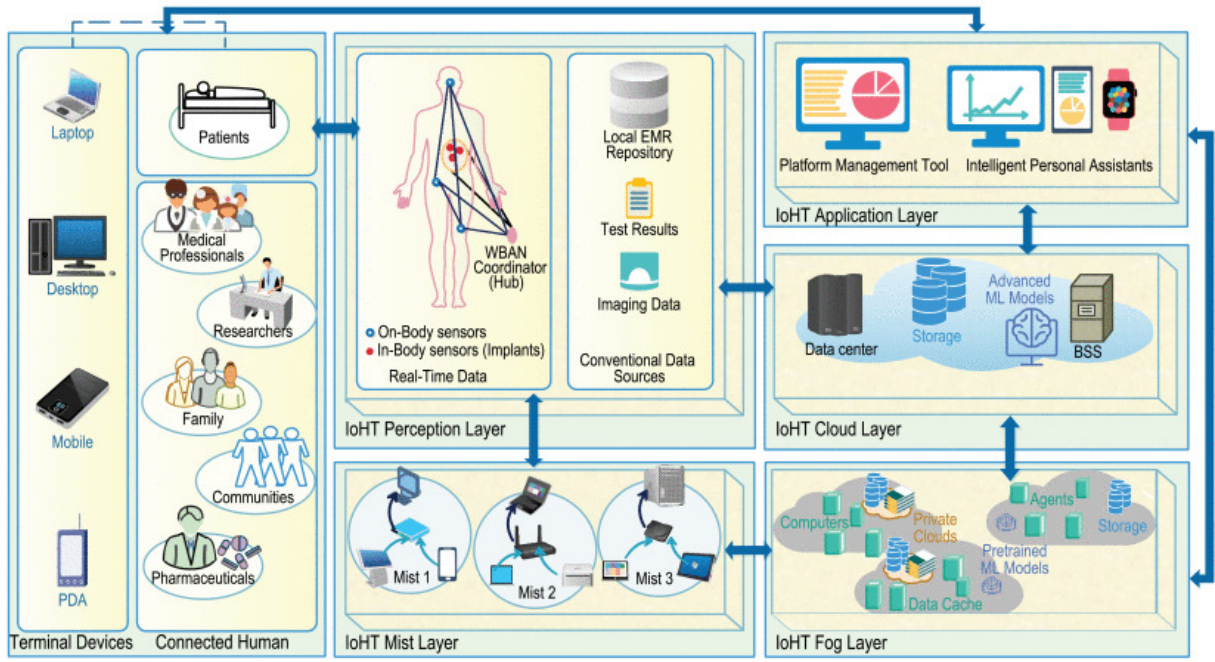 Laptop
Desktop
Mobile
PDA
Terminal Devices
Patients
Medical
Professionals
Researchers
Family
Communities
Pharmaceuticals
Connected Human
WBAN
Coordinator
(Hub)
On-Body sensors
In-Body sensors (Implants)
Real-Time Data
Local EMR
Repository
Test Results
Imaging Data
Conventional Data
Sources
IoHT Perception Layer
Platform Management Tool
Intelligent Personal Assistants
IoHT Application Layer
Data center
Storage
Advanced
ML Models
BSS
IoHT Cloud Layer
Mist 1
Mist 2
Mist 3
IoHT Mist Layer
Computers
Private
Clouds
Agents
Storage
Pretrained
ML Models
Data Cache
IoHT Fog Layer